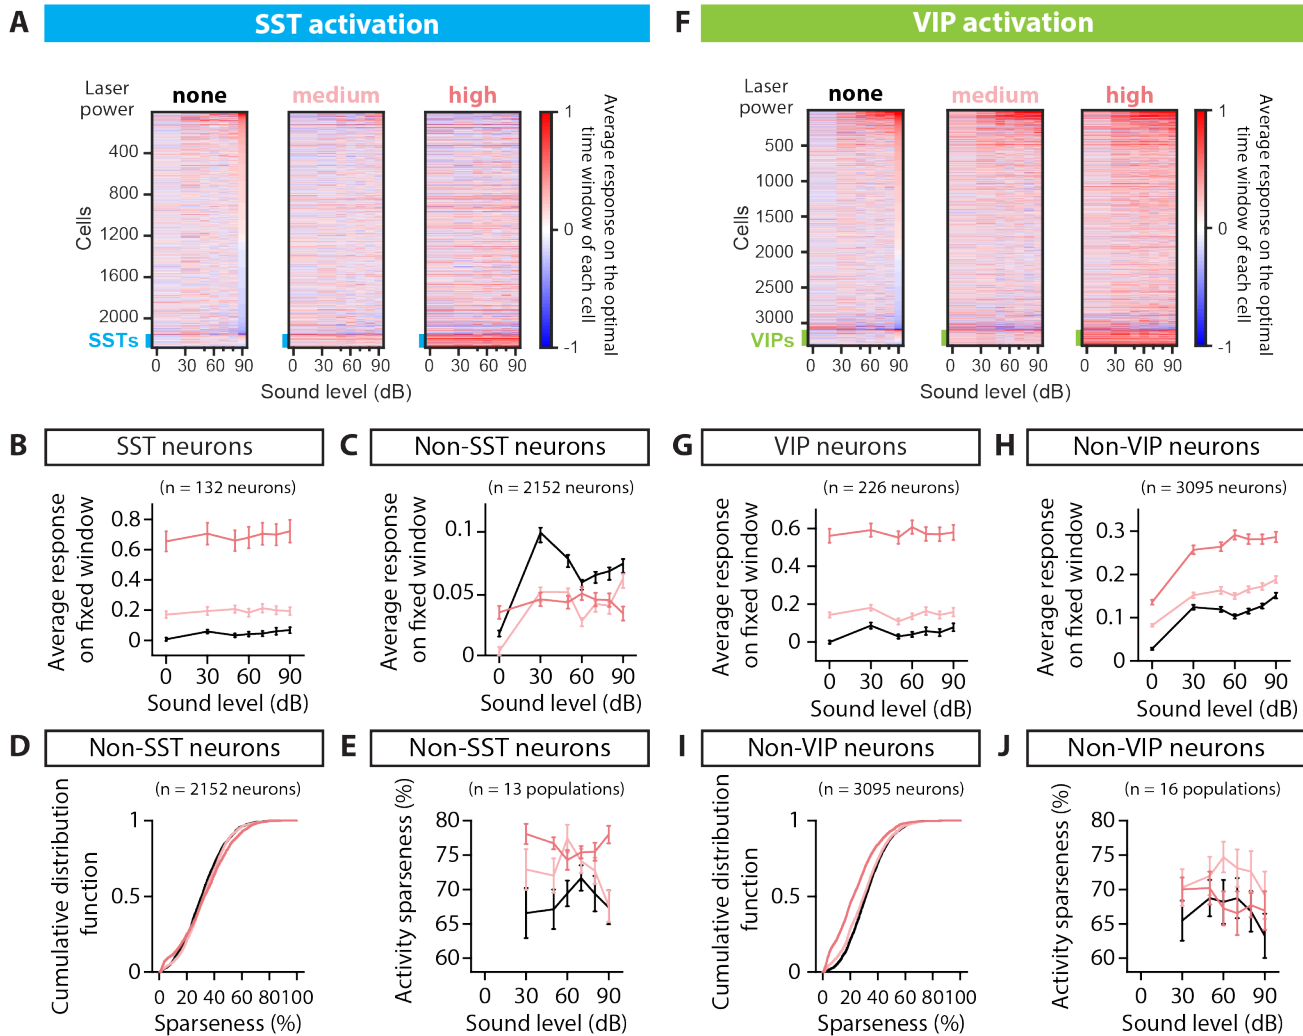 A
SST activation
Laser
power
none
medium
high
400
800
1200
1600
2000
Cells
SSTs
0 30 60 90
0 30 60 90
0 30 60 90
Sound level (dB)
1
0
-1
Average response on the optimal
time window of each cell
F
VIP activation
Laser
power
none
medium
high
500
1000
1500
2000
2500
3000
Cells
VIPs
0 30 60 90
0 30 60 90
0 30 60 90
Sound level (dB)
1
0
-1
Average response on the optimal
time window of each cell
B
SST neurons
(n = 132 neurons)
Average response
on fixed window
0.8
0.6
0.4
0.2
0
0 30 60 90
Sound level (dB)
C
Non-SST neurons
(n = 2152 neurons)
Average response
on fixed window
0.1
0.05
0
0 30 60 90
Sound level (dB)
G
VIP neurons
(n = 226 neurons)
Average response
on fixed window
0.6
0.4
0.2
0
0 30 60 90
Sound level (dB)
H
Non-VIP neurons
(n = 3095 neurons)
Average response
on fixed window
0.3
0.2
0.1
0
0 30 60 90
Sound level (dB)
D
Non-SST neurons
(n = 2152 neurons)
Cumulative distribution
function
1
0.5
0
0 20 40 60 80 100
Sparseness (%)
E
Non-SST neurons
(n = 13 populations)
Activity sparseness (%)
80
75
70
65
60
0 30 60 90
Sound level (dB)
I
Non-VIP neurons
(n = 3095 neurons)
Cumulative distribution
function
1
0.5
0
0 20 40 60 80 100
Sparseness (%)
J
Non-VIP neurons
(n = 16 populations)
Activity sparseness (%)
80
75
70
65
60
0 30 60 90
Sound level (dB)